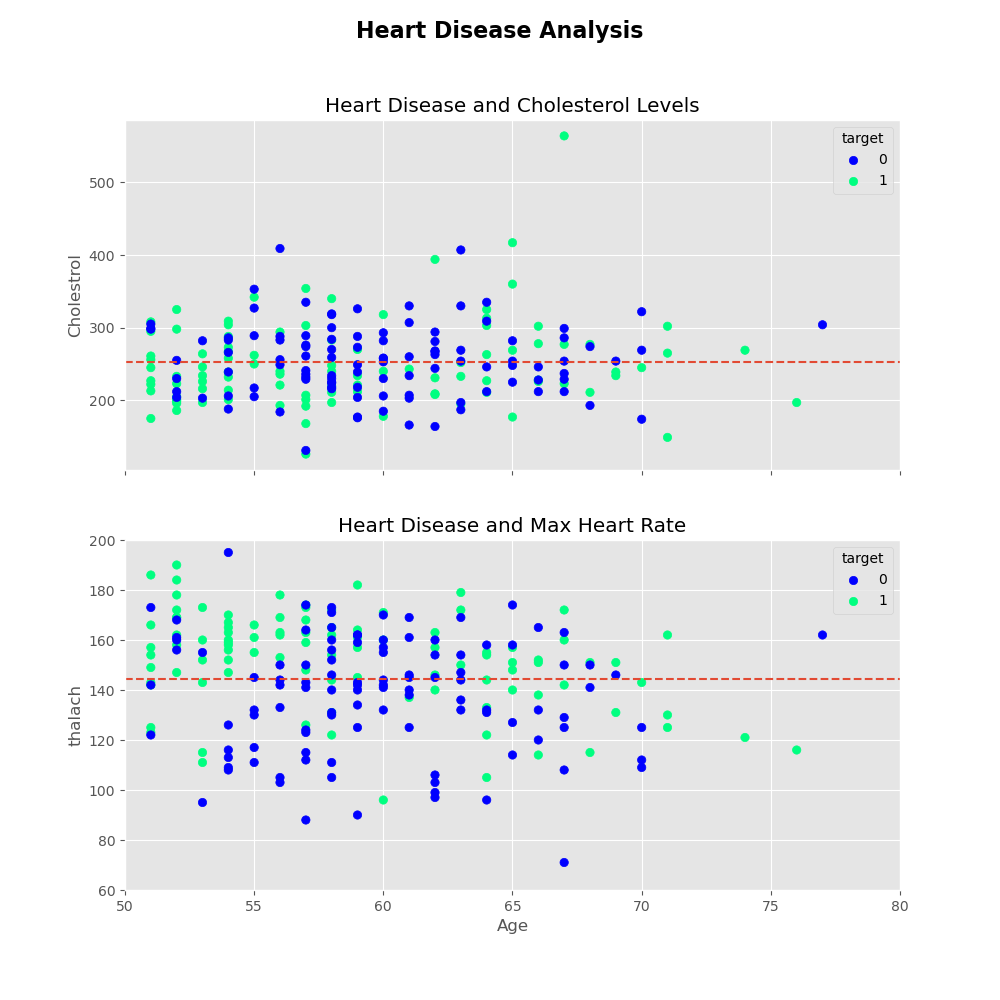 Heart Disease Analysis
Heart Disease and Cholesterol Levels
target
0
1
500
400
300
200
Cholestrol
Heart Disease and Max Heart Rate
target
0
1
200
180
160
140
120
100
80
60
thalach
50 55 60 65 70 75 80
Age